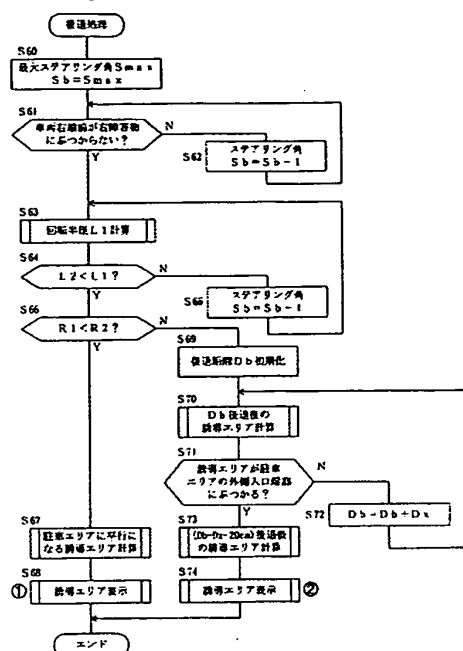 後退処理
S60
最大ステアリング角Smax
Sb=Smax
S61
車両右端前が右障害物
にぶつからない?
N
Y
S62
ステアリング角
Sb=Sb-1
S63
回転半径L1計算
S64
L2<L1?
N
Y
S65
ステアリング角
Sb=Sb-1
S66
R1<R2?
N
Y
S69
後退距離Db初期化
S70
Db後退後の
誘導エリア計算
S71
誘導エリアが駐車
エリアの外側入口端部
にぶつかる?
N
Y
S72
Db=Db+Dx
S67
駐車エリアに平行に
なる誘導エリア計算
S73
(Db-Dx-20cm)後退後
の誘導エリア計算
S68
① 誘導エリア表示
S74
誘導エリア表示 ②
エンド